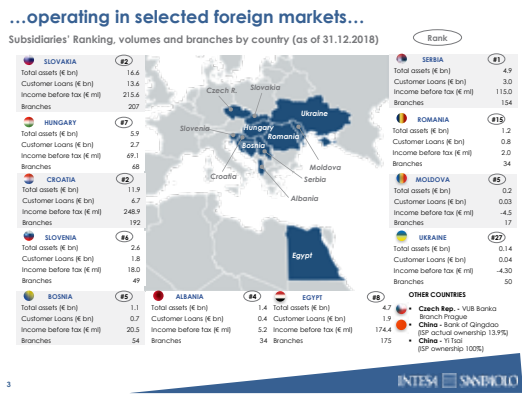 …operating in selected foreign markets…
Subsidiaries' Ranking, volumes and branches by country (as of 31.12.2018)
Rank
SLOVAKIA #2
Total assets (€ bn) 16.6
Customer Loans (€ bn) 13.6
Income before tax (€ ml) 215.6
Branches 207
HUNGARY #7
Total assets (€ bn) 5.9
Customer Loans (€ bn) 2.7
Income before tax (€ ml) 69.1
Branches 68
CROATIA #2
Total assets (€ bn) 11.9
Customer Loans (€ bn) 6.7
Income before tax (€ ml) 248.9
Branches 192
SLOVENIA #6
Total assets (€ bn) 2.6
Customer Loans (€ bn) 1.8
Income before tax (€ ml) 18.0
Branches 49
BOSNIA #5
Total assets (€ bn) 1.1
Customer Loans (€ bn) 0.7
Income before tax (€ ml) 20.5
Branches 54
ALBANIA #4
Total assets (€ bn) 1.4
Customer Loans (€ bn) 0.4
Income before tax (€ ml) 5.2
Branches 34
EGYPT #8
Total assets (€ bn) 4.7
Customer Loans (€ bn) 1.9
Income before tax (€ ml) 174.4
Branches 175
Czech R.
Slovakia
Ukraine
Slovenia
Hungary
Romania
Bosnia
Moldova
Croatia
Serbia
Albania
Egypt
SERBIA #1
Total assets (€ bn) 4.9
Customer Loans (€ bn) 3.0
Income before tax (€ ml) 115.0
Branches 154
ROMANIA #15
Total assets (€ bn) 1.2
Customer Loans (€ bn) 0.8
Income before tax (€ ml) 2.0
Branches 34
MOLDOVA #5
Total assets (€ bn) 0.2
Customer Loans (€ bn) 0.03
Income before tax (€ ml) -4.5
Branches 17
UKRAINE #27
Total assets (€ bn) 0.14
Customer Loans (€ bn) 0.04
Income before tax (€ ml) -4.30
Branches 50
OTHER COUNTRIES
• Czech Rep. - VUB Banka
Branch Prague
• China - Bank of Qingdao
(ISP actual ownership 13.9%)
• China - Yi Tsai
(ISP ownership 100%)
3
INTESA SANPAOLO